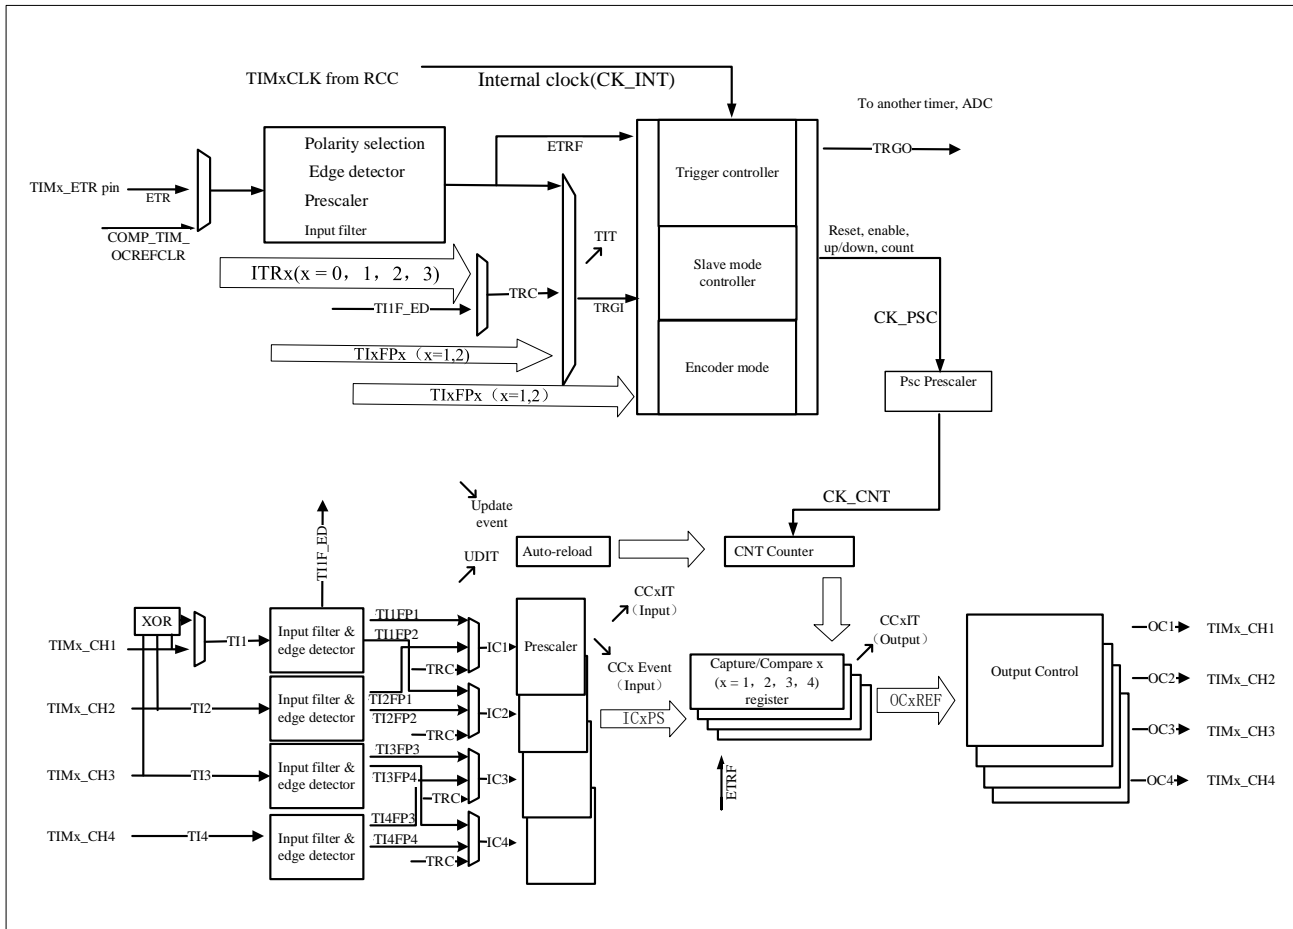 TIMxCLK from RCC
Internal clock(CK_INT)
To another timer, ADC
Polarity selection
Edge detector
Prescaler
Input filter
ETRF
TRGO
Trigger controller
TIMx_ETR pin
ETR
COMP_TIM_
OCREFCLR
TIT
Reset, enable,
up/down, count
ITRx(x = 0, 1, 2, 3)
Slave mode
controller
TRC
TI1F_ED
TRGI
CK_PSC
TIxFPx（x=1,2)
Encoder mode
TIxFPx（x=1,2）
Psc Prescaler
CK_CNT
Update
event
TI1F_ED
UDIT
Auto-reload
CNT Counter
CCxIT
（Input）
XOR
TI1FP1
TIMx_CH1
TI1
Input filter &
edge detector
TI1FP2
IC1
Prescaler
TRC
CCx Event
（Input）
CCxIT
（Output）
Capture/Compare x
(x = 1, 2, 3, 4)
register
Output Control
OC1
TIMx_CH1
OC2
TIMx_CH2
OC3
TIMx_CH3
OC4
TIMx_CH4
TIMx_CH2
TI2
Input filter &
edge detector
TI2FP1
TI2FP2
IC2
TRC
ICxPS
OCxREF
TIMx_CH3
TI3
Input filter &
edge detector
TI3FP3
TI3FP4
IC3
TRC
ETRF
TIMx_CH4
TI4
Input filter &
edge detector
TI4FP3
TI4FP4
IC4
TRC